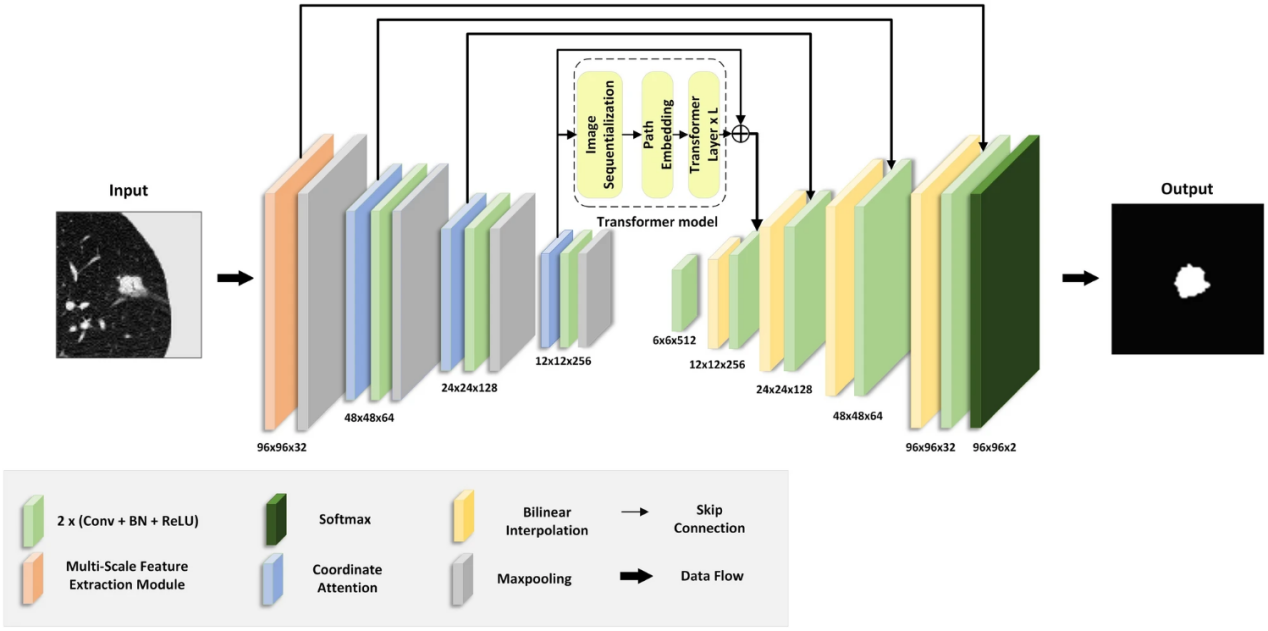 Input
Image
Sequentialization
Path
Embedding
Transformer
Layer x L
Transformer model
Output
96x96x32
48x48x64
24x24x128
12x12x256
6x6x512
12x12x256
24x24x128
48x48x64
96x96x32
96x96x2
2 x (Conv + BN + ReLU)
Softmax
Bilinear
Interpolation
Skip
Connection
Multi-Scale Feature
Extraction Module
Coordinate
Attention
Maxpooling
Data Flow